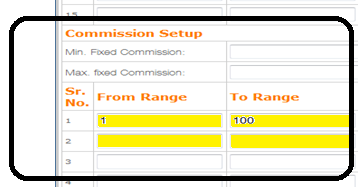 15
Commission Setup
Min. Fixed Commission:
Max. fixed Commission:
Sr. No. From Range To Range
1 1 100
2
3
4